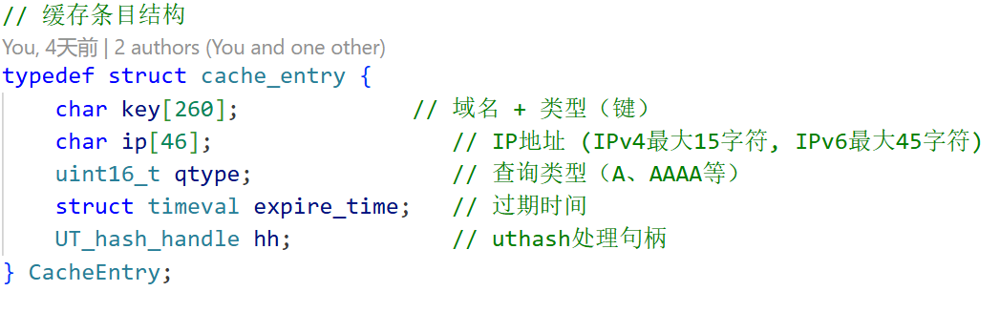 // 缓存条目结构
You, 4天前 | 2 authors (You and one other)
typedef struct cache_entry {
    char key[260];             // 域名 + 类型（键）
    char ip[46];                  // IP地址 (IPv4最大15字符, IPv6最大45字符)
    uint16_t qtype;               // 查询类型（A、AAAA等）
    struct timeval expire_time;   // 过期时间
    UT_hash_handle hh;            // uthash处理句柄
} CacheEntry;